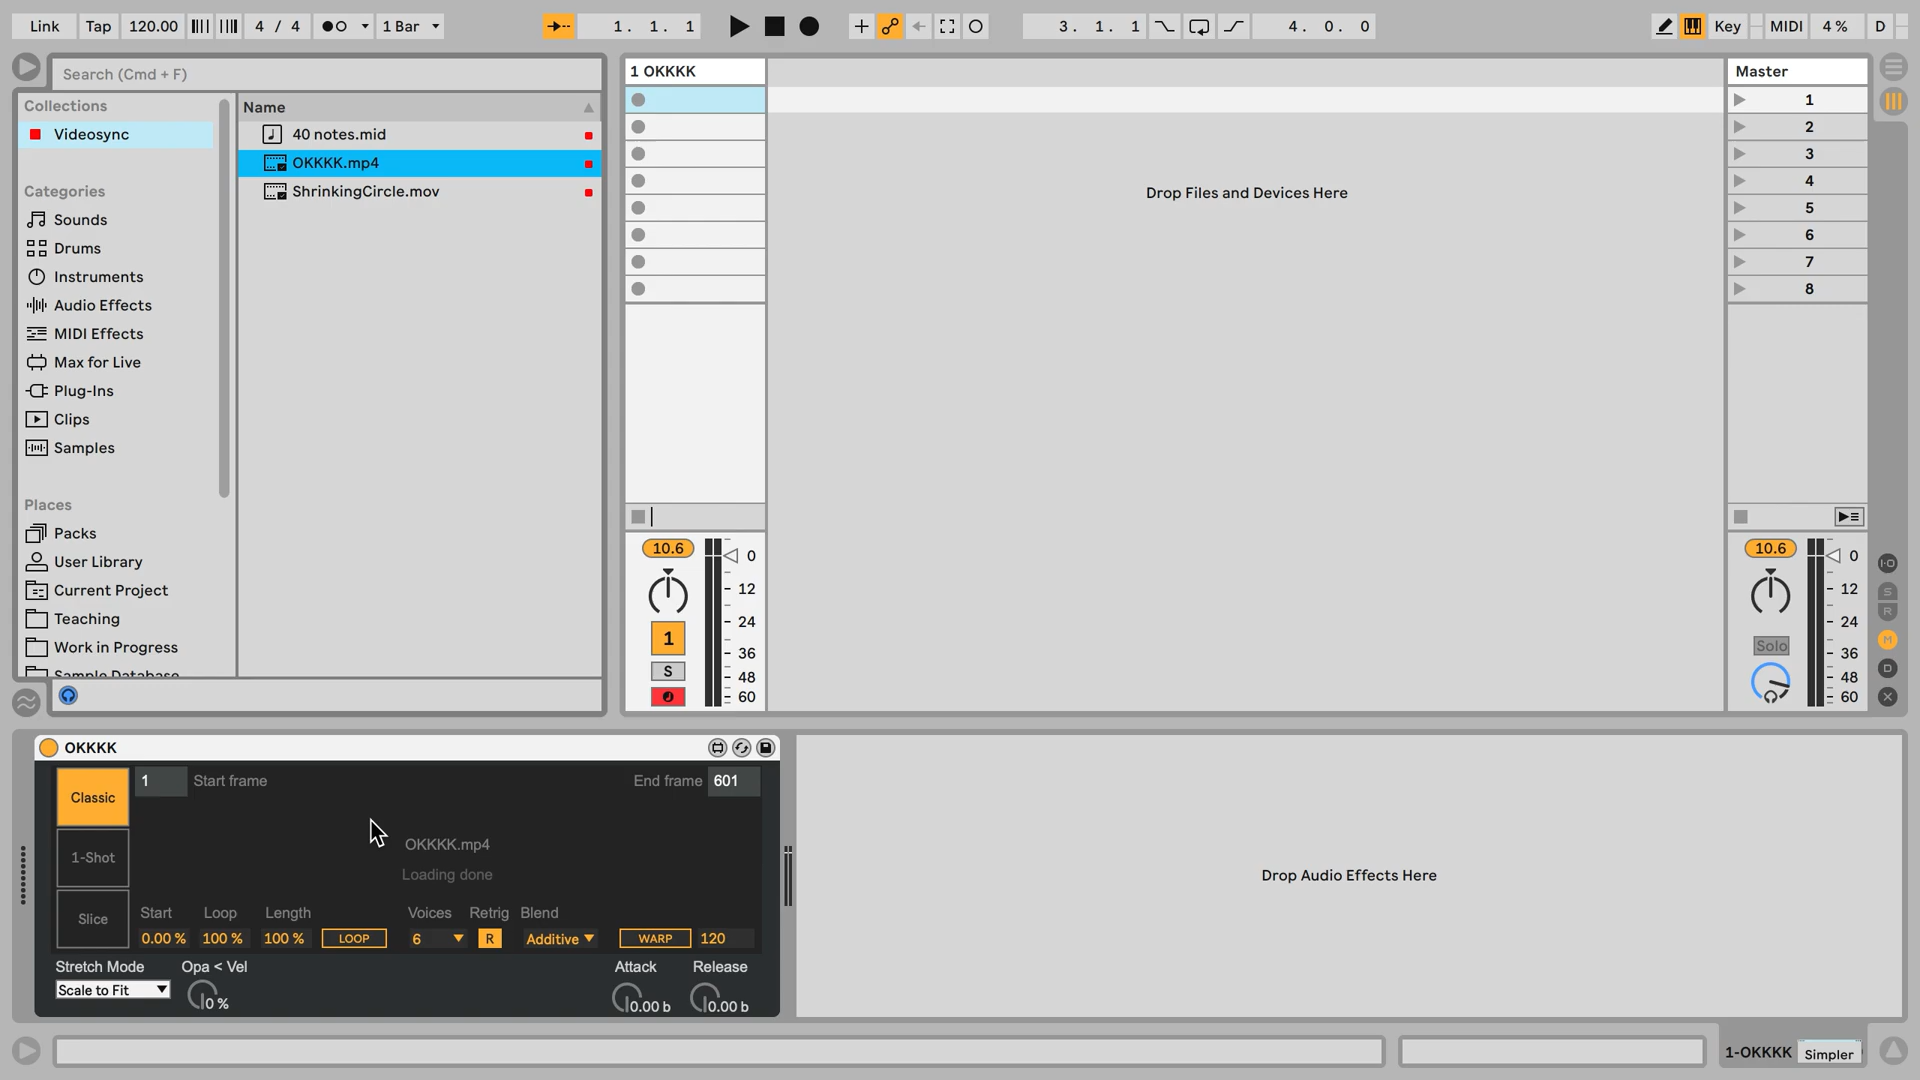 Link Tap 120.00 4 / 4 1 Bar 1. 1. 1 3. 1. 1 4. 0. 0 Key MIDI 4 % D
Search (Cmd + F)
Collections
Videosync
Categories
Sounds
Drums
Instruments
Audio Effects
MIDI Effects
Max for Live
Plug-Ins
Clips
Samples
Places
Packs
User Library
Current Project
Teaching
Work in Progress
Sample Database
Name
40 notes.mid
OKKKK.mp4
ShrinkingCircle.mov
1 OKKKK
Drop Files and Devices Here
Master
1
2
3
4
5
6
7
8
10.6 0
12
24
1
36
S
48
60
10.6 0
12
24
Solo
36
48
60
I·O
S
R
M
D
X
OKKKK
Classic
1-Shot
Slice
1 Start frame End frame 601
OKKKK.mp4
Loading done
Start Loop Length Voices Retrig Blend
0.00 % 100 % 100 % LOOP 6 R Additive WARP 120
Stretch Mode Opa < Vel Attack Release
Scale to Fit 0 % 0.00 b 0.00 b
Drop Audio Effects Here
1-OKKKK Simpler